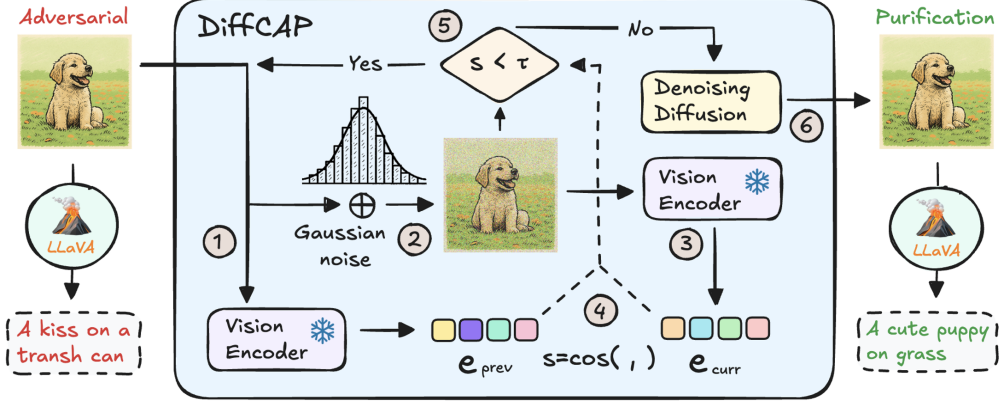 Adversarial
LLaVA
A kiss on a
transh can
DiffCAP
5
No
Yes
s < τ
Denoising
Diffusion
6
Vision
Encoder
1
Gaussian
noise
2
3
Vision
Encoder
e prev
4
s=cos( , )
e curr
Purification
LLaVA
A cute puppy
on grass